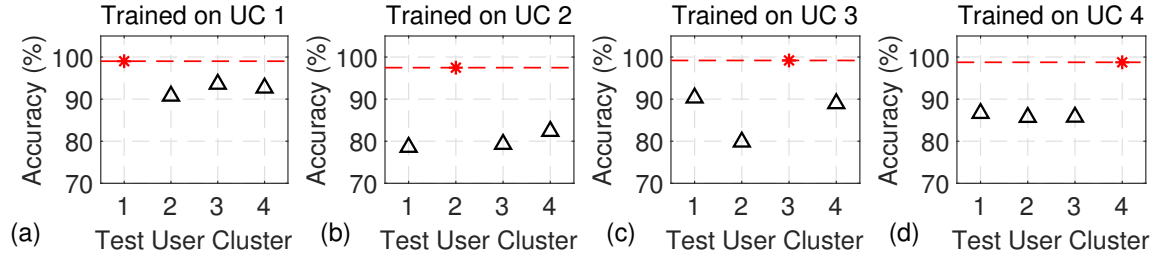 Trained on UC 1
Accuracy (%)
100
90
80
70
1 2 3 4
(a) Test User Cluster
Trained on UC 2
Accuracy (%)
100
90
80
70
1 2 3 4
(b) Test User Cluster
Trained on UC 3
Accuracy (%)
100
90
80
70
1 2 3 4
(c) Test User Cluster
Trained on UC 4
Accuracy (%)
100
90
80
70
1 2 3 4
(d) Test User Cluster